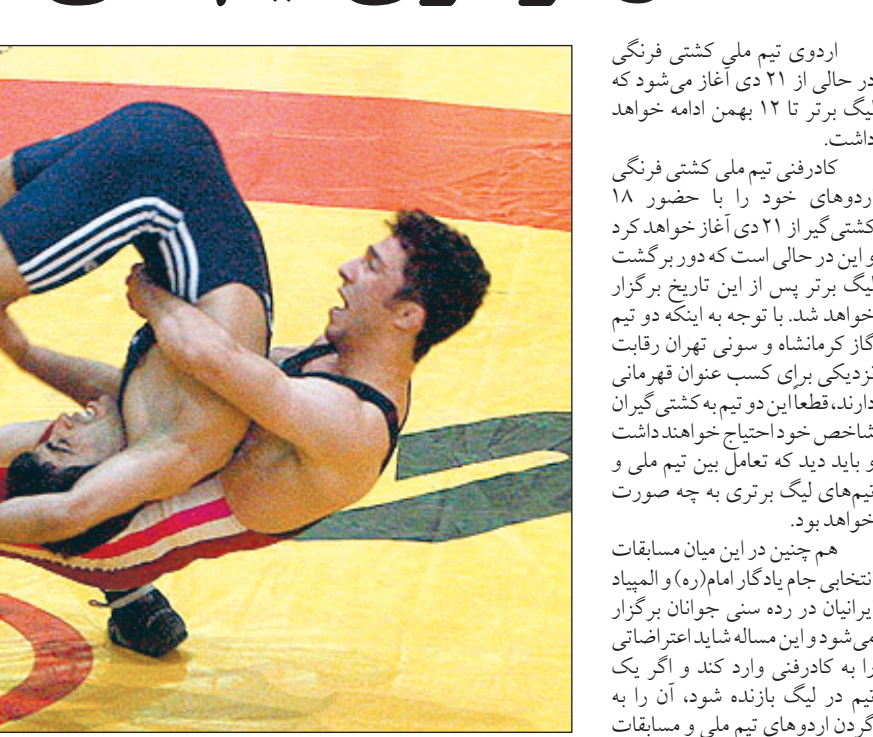 اردوی تیم ملی کشتی فرنگی
در حالی از ۲۱ دی آغاز می‌شود که
لیگ برتر تا ۱۲ بهمن ادامه خواهد
داشت.
کادرفنی تیم ملی کشتی فرنگی
اردوهای خود را با حضور ۱۸
کشتی‌گیر از ۲۱ دی آغاز خواهد کرد
و این در حالی است که دور برگشت
لیگ برتر پس از این تاریخ برگزار
خواهد شد. با توجه به اینکه دو تیم
گاز کرمانشاه و سونی تهران رقابت
نزدیکی برای کسب عنوان قهرمانی
دارند، قطعاً این دو تیم به کشتی‌گیران
شاخص خود احتیاج خواهند داشت
و باید دید که تعامل بین تیم ملی و
تیم‌های لیگ برتری به چه صورت
خواهد بود.
هم چنین در این میان مسابقات
انتخابی جام یادگار امام(ره) و المپیاد
ایرانیان در رده سنی جوانان برگزار
می‌شود و این مساله شاید اعتراضاتی
را به کادرفنی وارد کند و اگر یک
تیم در لیگ بازنده شود، آن را به
گردن اردوهای تیم ملی و مسابقات